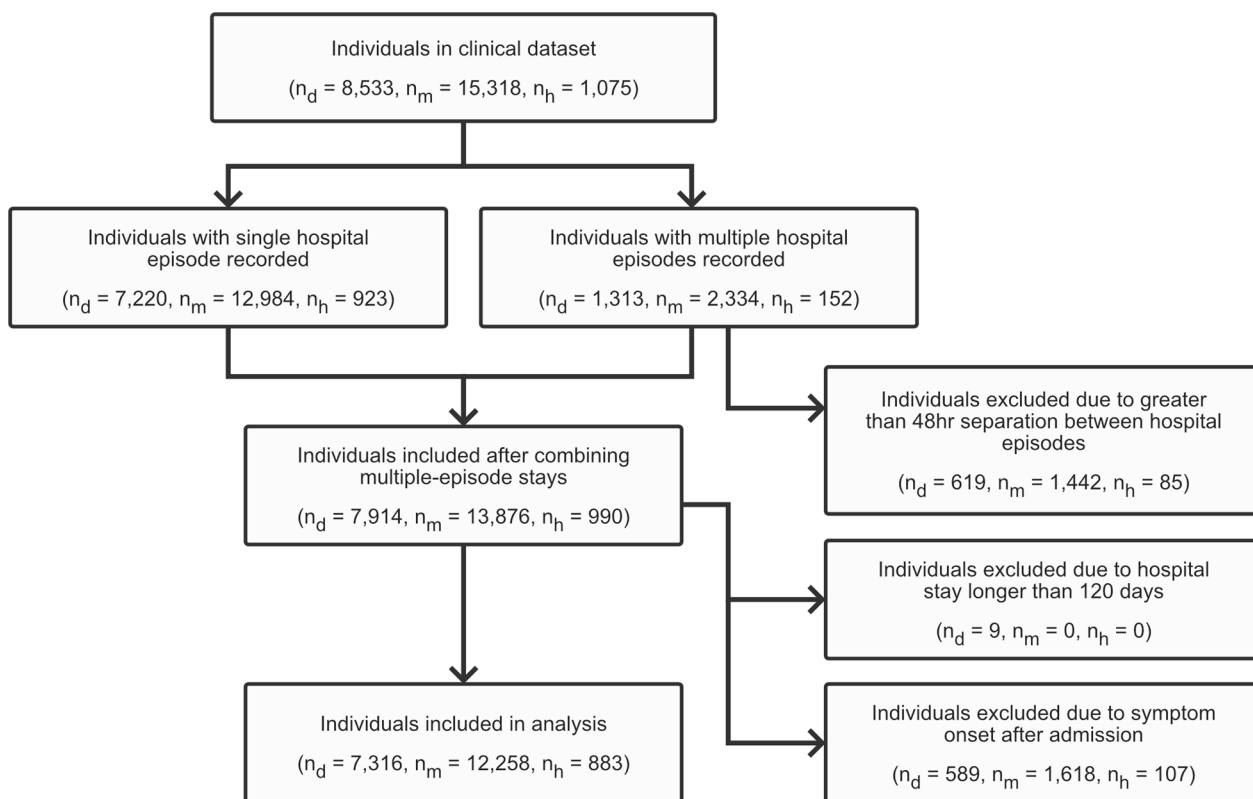 Individuals in clinical dataset
(nd = 8,533, nm = 15,318, nh = 1,075)
Individuals with single hospital
episode recorded
(nd = 7,220, nm = 12,984, nh = 923)
Individuals with multiple hospital
episodes recorded
(nd = 1,313, nm = 2,334, nh = 152)
Individuals excluded due to greater
than 48hr separation between hospital
episodes
(nd = 619, nm = 1,442, nh = 85)
Individuals included after combining
multiple-episode stays
(nd = 7,914, nm = 13,876, nh = 990)
Individuals excluded due to hospital
stay longer than 120 days
(nd = 9, nm = 0, nh = 0)
Individuals included in analysis
(nd = 7,316, nm = 12,258, nh = 883)
Individuals excluded due to symptom
onset after admission
(nd = 589, nm = 1,618, nh = 107)